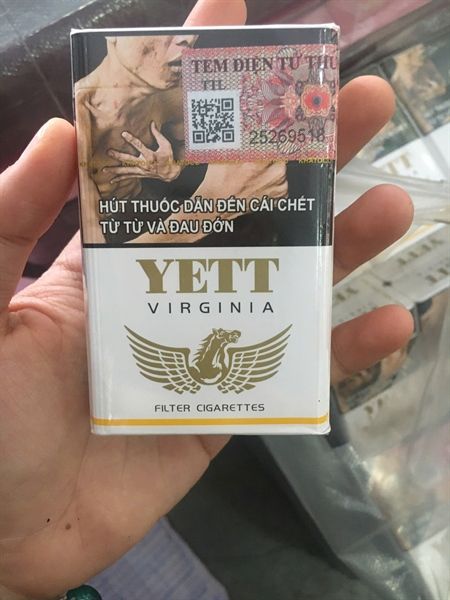 TEM ĐIỆN TỬ THU
25269518
KHATOCO
HÚT THUỐC DẪN ĐẾN CÁI CHẾT
TỪ TỪ VÀ ĐAU ĐỚN
YETT
VIRGINIA
FILTER CIGARETTES